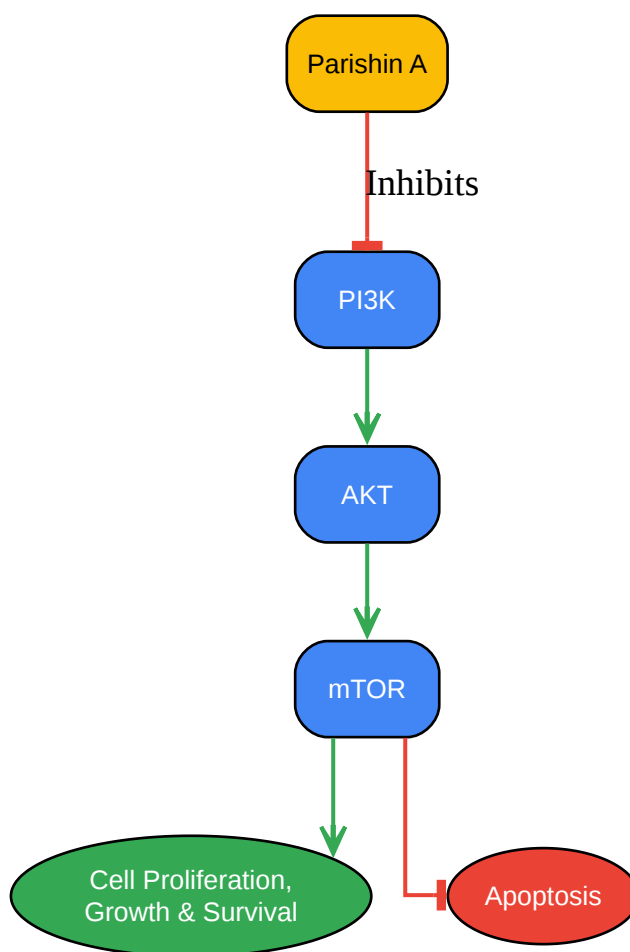 Parishin A
Inhibits
PI3K
AKT
mTOR
Cell Proliferation,
Growth & Survival
Apoptosis